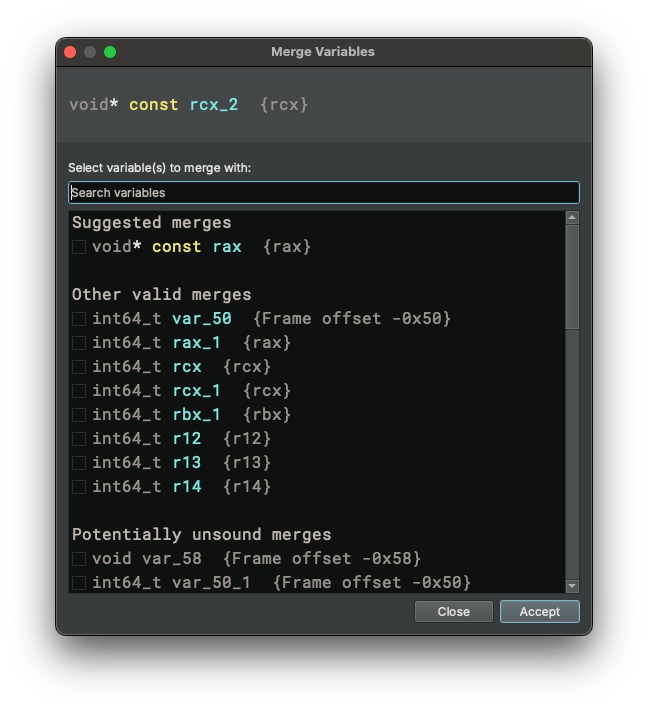 Merge Variables
void* const rcx_2 {rcx}
Select variable(s) to merge with:
Search variables
Suggested merges
void* const rax {rax}
Other valid merges
int64_t var_50 {Frame offset -0x50}
int64_t rax_1 {rax}
int64_t rcx {rcx}
int64_t rcx_1 {rcx}
int64_t rbx_1 {rbx}
int64_t r12 {r12}
int64_t r13 {r13}
int64_t r14 {r14}
Potentially unsound merges
void var_58 {Frame offset -0x58}
int64_t var_50_1 {Frame offset -0x50}
Close Accept